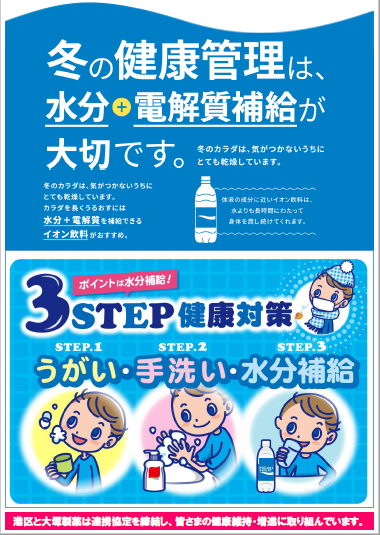 冬の健康管理は、
水分+電解質補給が
大切です。
冬のカラダは、気がつかないうちに
とても乾燥しています。
冬のカラダは、気がつかないうちに
とても乾燥しています。
カラダを長くうるおすには
水分+電解質を補給できる
イオン飲料がおすすめ。
体液の成分に近いイオン飲料は、
水よりも長時間にわたって
身体を潤し続けてくれます。
ポイントは水分補給!
3STEP健康対策
STEP.1 STEP.2 STEP.3
うがい・手洗い・水分補給
港区と大塚製薬は連携協定を締結し、皆さまの健康維持・増進に取り組んでいます。